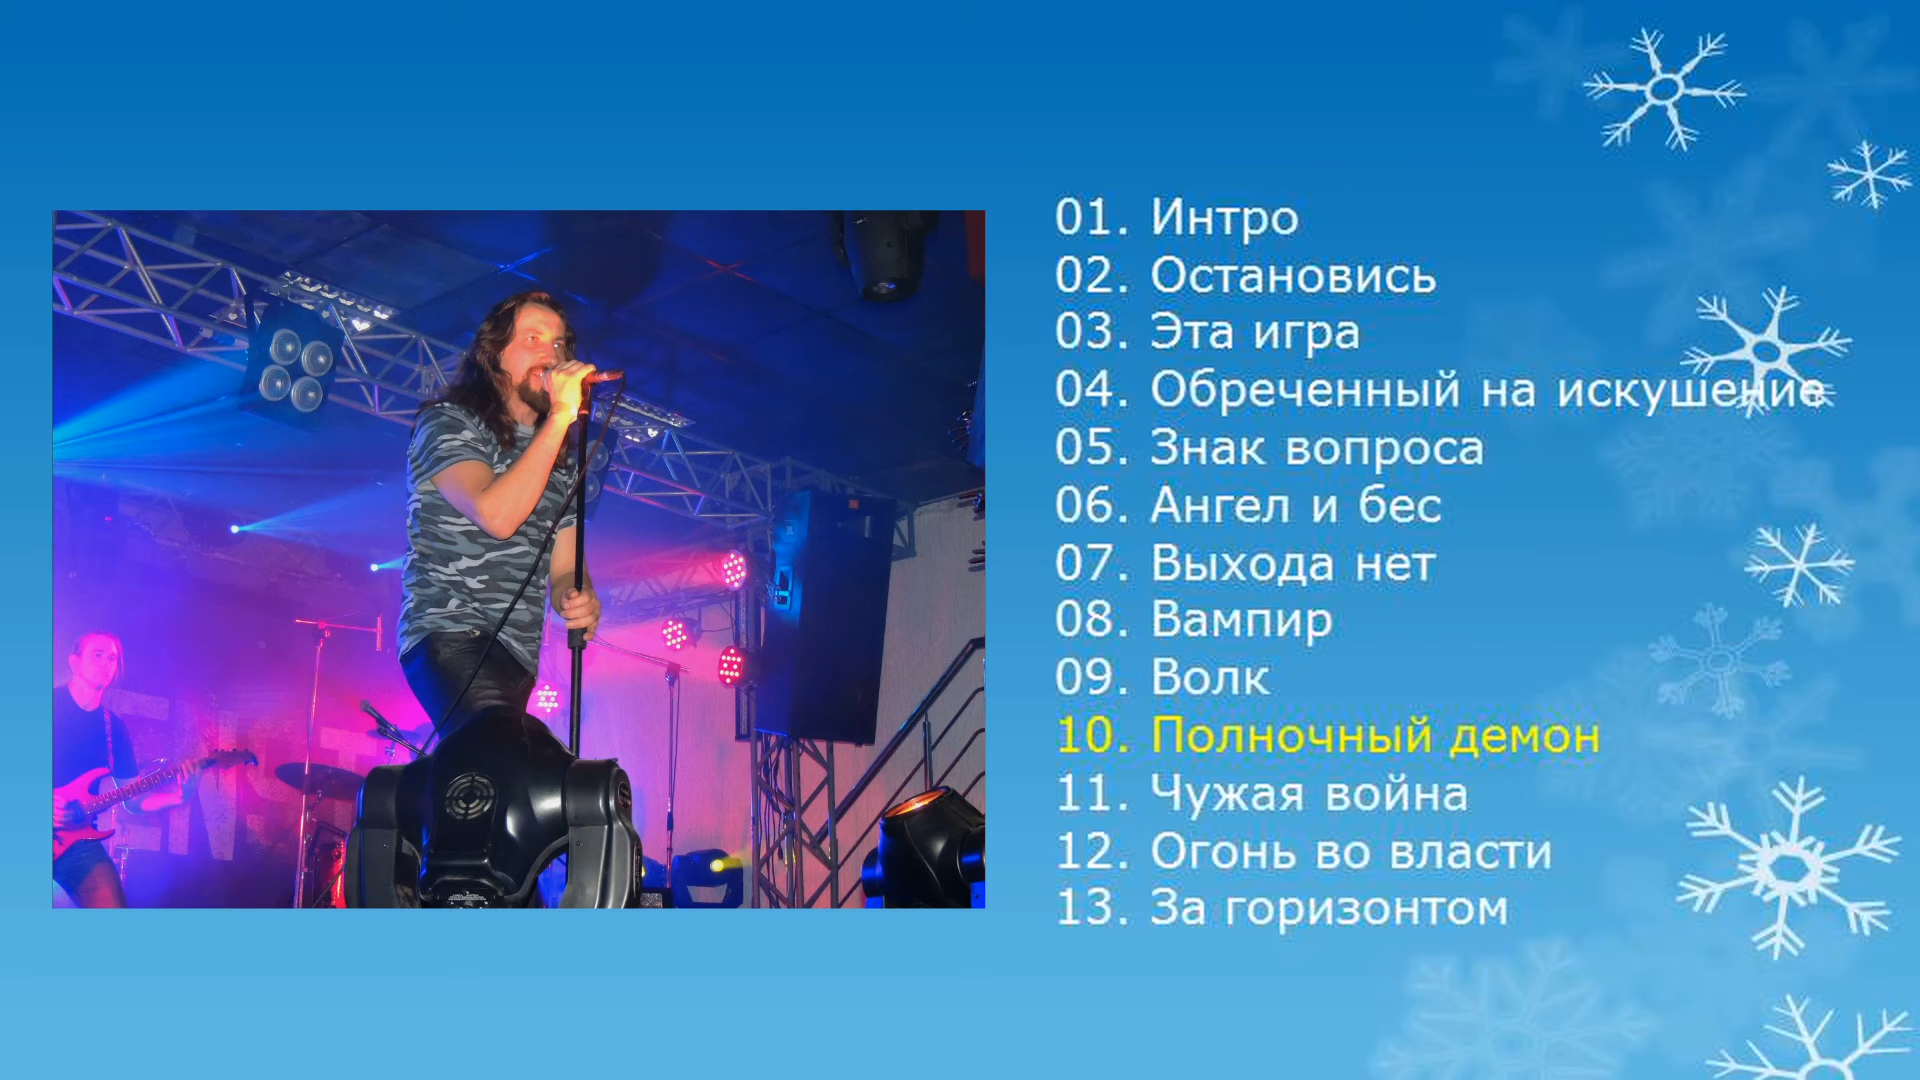 01. Интро
02. Остановись
03. Эта игра
04. Обреченный на искушение
05. Знак вопроса
06. Ангел и бес
07. Выхода нет
08. Вампир
09. Волк
10. Полночный демон
11. Чужая война
12. Огонь во власти
13. За горизонтом